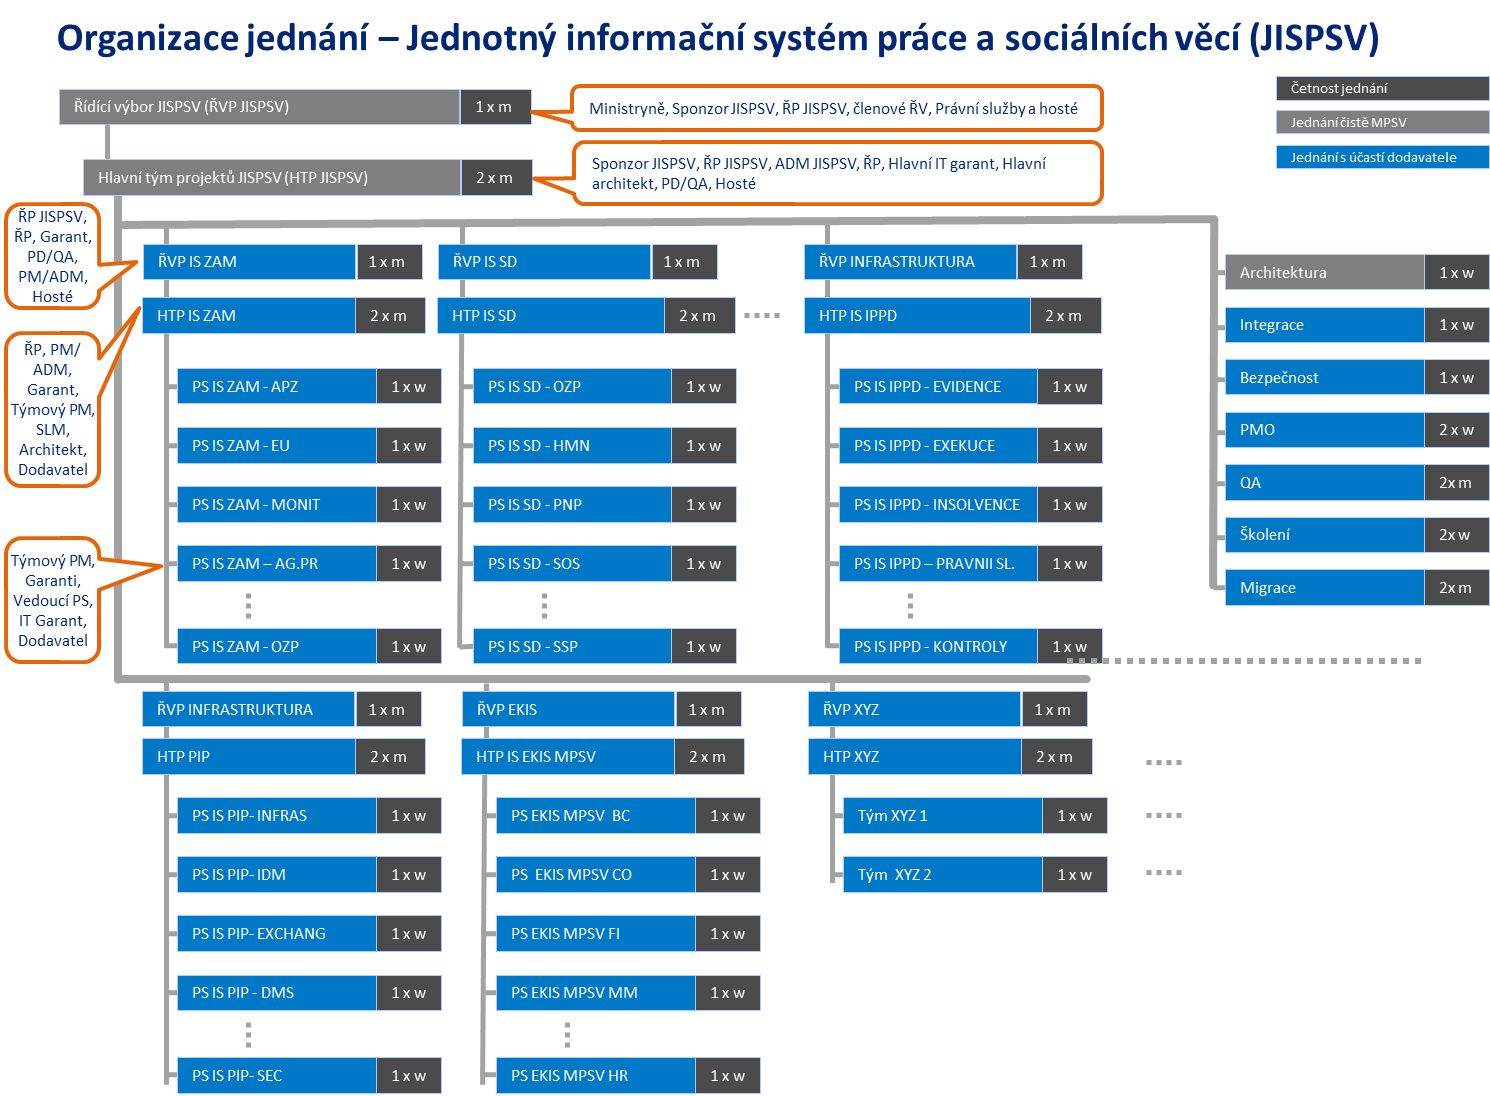 Organizace jednání – Jednotný informační systém práce a sociálních věcí (JISPSV)
Četnost jednání
Jednání čistě MPSV
Jednání s účastí dodavatele
Řídící výbor JISPSV (ŘVP JISPSV) 1 x m
Ministryně, Sponzor JISPSV, ŘP JISPSV, členové ŘV, Právní služby a hosté
Hlavní tým projektů JISPSV (HTP JISPSV) 2 x m
Sponzor JISPSV, ŘP JISPSV, ADM JISPSV, ŘP, Hlavní IT garant, Hlavní
architekt, PD/QA, Hosté
ŘP JISPSV,
ŘP, Garant,
PD/QA,
PM/ADM,
Hosté
ŘP, PM/
ADM,
Garant,
Týmový PM,
SLM,
Architekt,
Dodavatel
Týmový PM,
Garanti,
Vedoucí PS,
IT Garant,
Dodavatel
ŘVP IS ZAM 1 x m
HTP IS ZAM 2 x m
PS IS ZAM - APZ 1 x w
PS IS ZAM - EU 1 x w
PS IS ZAM - MONIT 1 x w
PS IS ZAM – AG.PR 1 x w
PS IS ZAM - OZP 1 x w
ŘVP IS SD 1 x m
HTP IS SD 2 x m
PS IS SD - OZP 1 x w
PS IS SD - HMN 1 x w
PS IS SD - PNP 1 x w
PS IS SD - SOS 1 x w
PS IS SD - SSP 1 x w
ŘVP INFRASTRUKTURA 1 x m
HTP IS IPPD 2 x m
PS IS IPPD - EVIDENCE 1 x w
PS IS IPPD - EXEKUCE 1 x w
PS IS IPPD - INSOLVENCE 1 x w
PS IS IPPD – PRAVNII SL. 1 x w
PS IS IPPD - KONTROLY 1 x w
Architektura 1 x w
Integrace 1 x w
Bezpečnost 1 x w
PMO 2 x w
QA 2x m
Školení 2x w
Migrace 2x m
ŘVP INFRASTRUKTURA 1 x m
HTP PIP 2 x m
PS IS PIP- INFRAS 1 x w
PS IS PIP- IDM 1 x w
PS IS PIP- EXCHANG 1 x w
PS IS PIP - DMS 1 x w
PS IS PIP- SEC 1 x w
ŘVP EKIS 1 x m
HTP IS EKIS MPSV 2 x m
PS EKIS MPSV  BC 1 x w
PS  EKIS MPSV CO 1 x w
PS EKIS MPSV FI 1 x w
PS EKIS MPSV MM 1 x w
PS EKIS MPSV HR 1 x w
ŘVP XYZ 1 x m
HTP XYZ 2 x m
Tým XYZ 1 1 x w
Tým  XYZ 2 1 x w